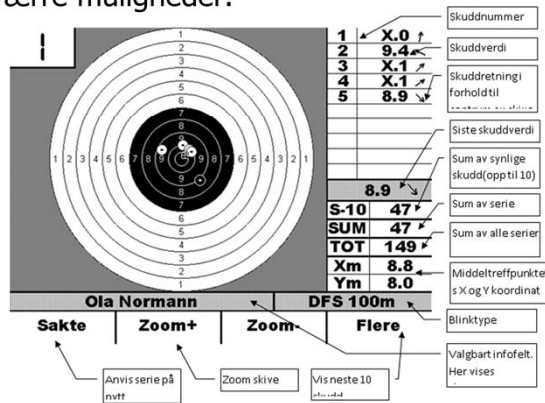 ærre muligheder.
1 X.0 ↑
2 9.4 ↖
3 X.1 ↗
4 X.1 ↗
5 8.9 ↘
8.9 ↘
S-10 47
SUM 47
TOT 149
Xm 8.8
Ym 8.0
1
2
3
4
5
6
7
8
9
1 2 3 4 5 6 7 8 9 9 8 7 6 5 4 3 2 1
9
8
7
6
5
4
3
2
1
Ola Normann DFS 100m
Sakte Zoom+ Zoom- Flere
Skuddnummer
Skuddverdi
Skuddretning i
forhold til
Siste skuddverdi
Sum av synlige
skudd(opp til 10)
Sum av serie
Sum av alle serier
Middeltreffpunkte
s X og Y koordinat
Blinktype
Valgbart infofelt.
Her vises
Anvis serie på
nytt
Zoom skive
Vis neste 10